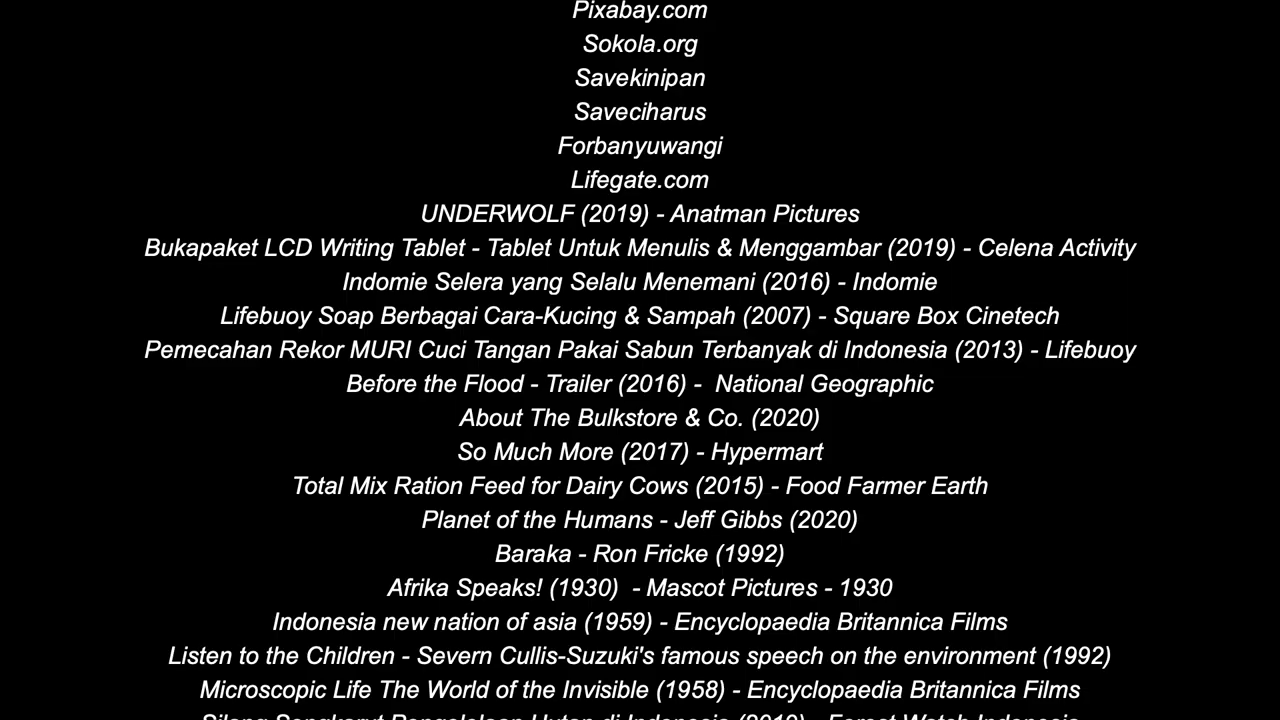 Pixabay.com
Sokola.org
Savekinipan
Saveciharus
Forbanyuwangi
Lifegate.com
UNDERWOLF (2019) - Anatman Pictures
Bukapaket LCD Writing Tablet - Tablet Untuk Menulis & Menggambar (2019) - Celena Activity
Indomie Selera yang Selalu Menemani (2016) - Indomie
Lifebuoy Soap Berbagai Cara-Kucing & Sampah (2007) - Square Box Cinetech
Pemecahan Rekor MURI Cuci Tangan Pakai Sabun Terbanyak di Indonesia (2013) - Lifebuoy
Before the Flood - Trailer (2016) -  National Geographic
About The Bulkstore & Co. (2020)
So Much More (2017) - Hypermart
Total Mix Ration Feed for Dairy Cows (2015) - Food Farmer Earth
Planet of the Humans - Jeff Gibbs (2020)
Baraka - Ron Fricke (1992)
Afrika Speaks! (1930)  - Mascot Pictures - 1930
Indonesia new nation of asia (1959) - Encyclopaedia Britannica Films
Listen to the Children - Severn Cullis-Suzuki's famous speech on the environment (1992)
Microscopic Life The World of the Invisible (1958) - Encyclopaedia Britannica Films